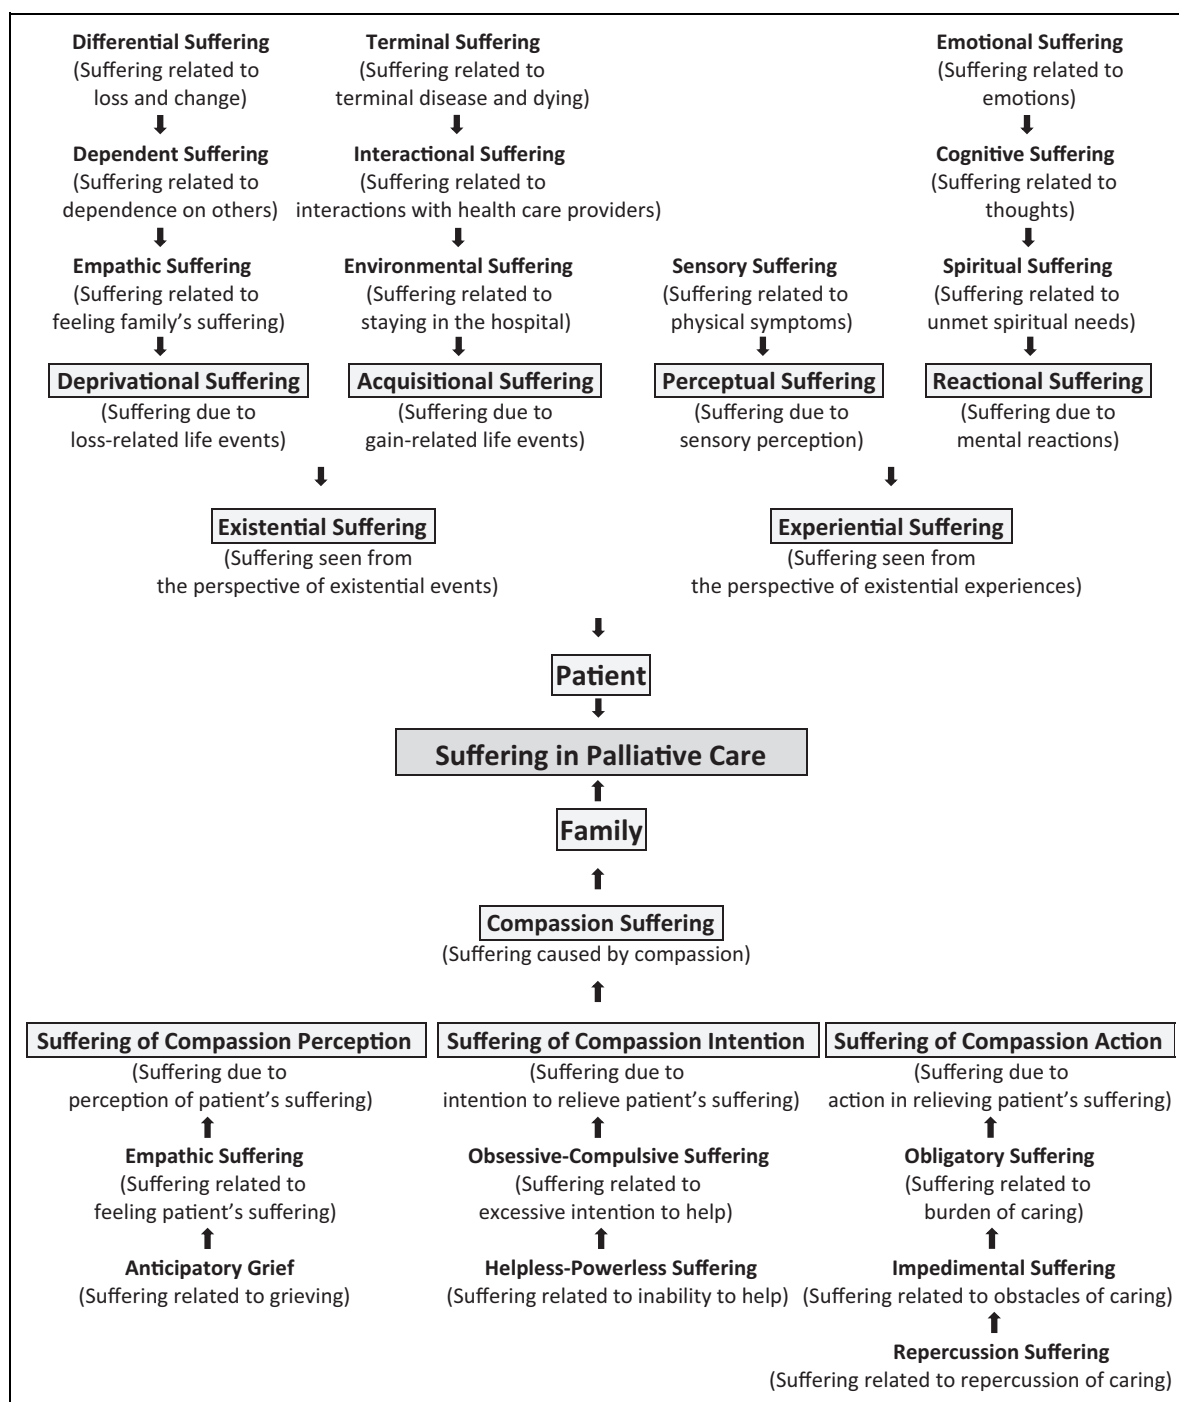 Differential Suffering
(Suffering related to
loss and change)
Dependent Suffering
(Suffering related to
dependence on others)
Empathic Suffering
(Suffering related to
feeling family's suffering)
Deprivational Suffering
(Suffering due to
loss-related life events)
Terminal Suffering
(Suffering related to
terminal disease and dying)
Interactional Suffering
(Suffering related to
interactions with health care providers)
Environmental Suffering
(Suffering related to
staying in the hospital)
Acquisitional Suffering
(Suffering due to
gain-related life events)
Sensory Suffering
(Suffering related to
physical symptoms)
Perceptual Suffering
(Suffering due to
sensory perception)
Emotional Suffering
(Suffering related to
emotions)
Cognitive Suffering
(Suffering related to
thoughts)
Spiritual Suffering
(Suffering related to
unmet spiritual needs)
Reactional Suffering
(Suffering due to
mental reactions)
Existential Suffering
(Suffering seen from
the perspective of existential events)
Experiential Suffering
(Suffering seen from
the perspective of existential experiences)
Patient
Suffering in Palliative Care
Family
Compassion Suffering
(Suffering caused by compassion)
Suffering of Compassion Perception
(Suffering due to
perception of patient's suffering)
Empathic Suffering
(Suffering related to
feeling patient's suffering)
Anticipatory Grief
(Suffering related to grieving)
Suffering of Compassion Intention
(Suffering due to
intention to relieve patient's suffering)
Obsessive-Compulsive Suffering
(Suffering related to
excessive intention to help)
Helpless-Powerless Suffering
(Suffering related to inability to help)
Suffering of Compassion Action
(Suffering due to
action in relieving patient's suffering)
Obligatory Suffering
(Suffering related to
burden of caring)
Impedimental Suffering
(Suffering related to obstacles of caring)
Repercussion Suffering
(Suffering related to repercussion of caring)